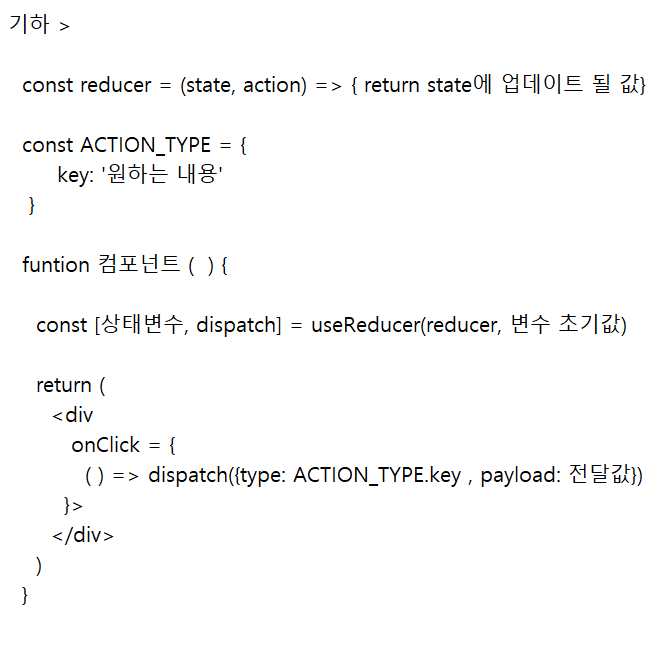 기하 >
const reducer = (state, action) => { return state에 업데이트 될 값}
const ACTION_TYPE = {
key: '원하는 내용'
}
funtion 컴포넌트 (  ) {
const [상태변수, dispatch] = useReducer(reducer, 변수 초기값)
return (
<div
onClick = {
( ) => dispatch({type: ACTION_TYPE.key , payload: 전달값})
}>
</div>
)
}